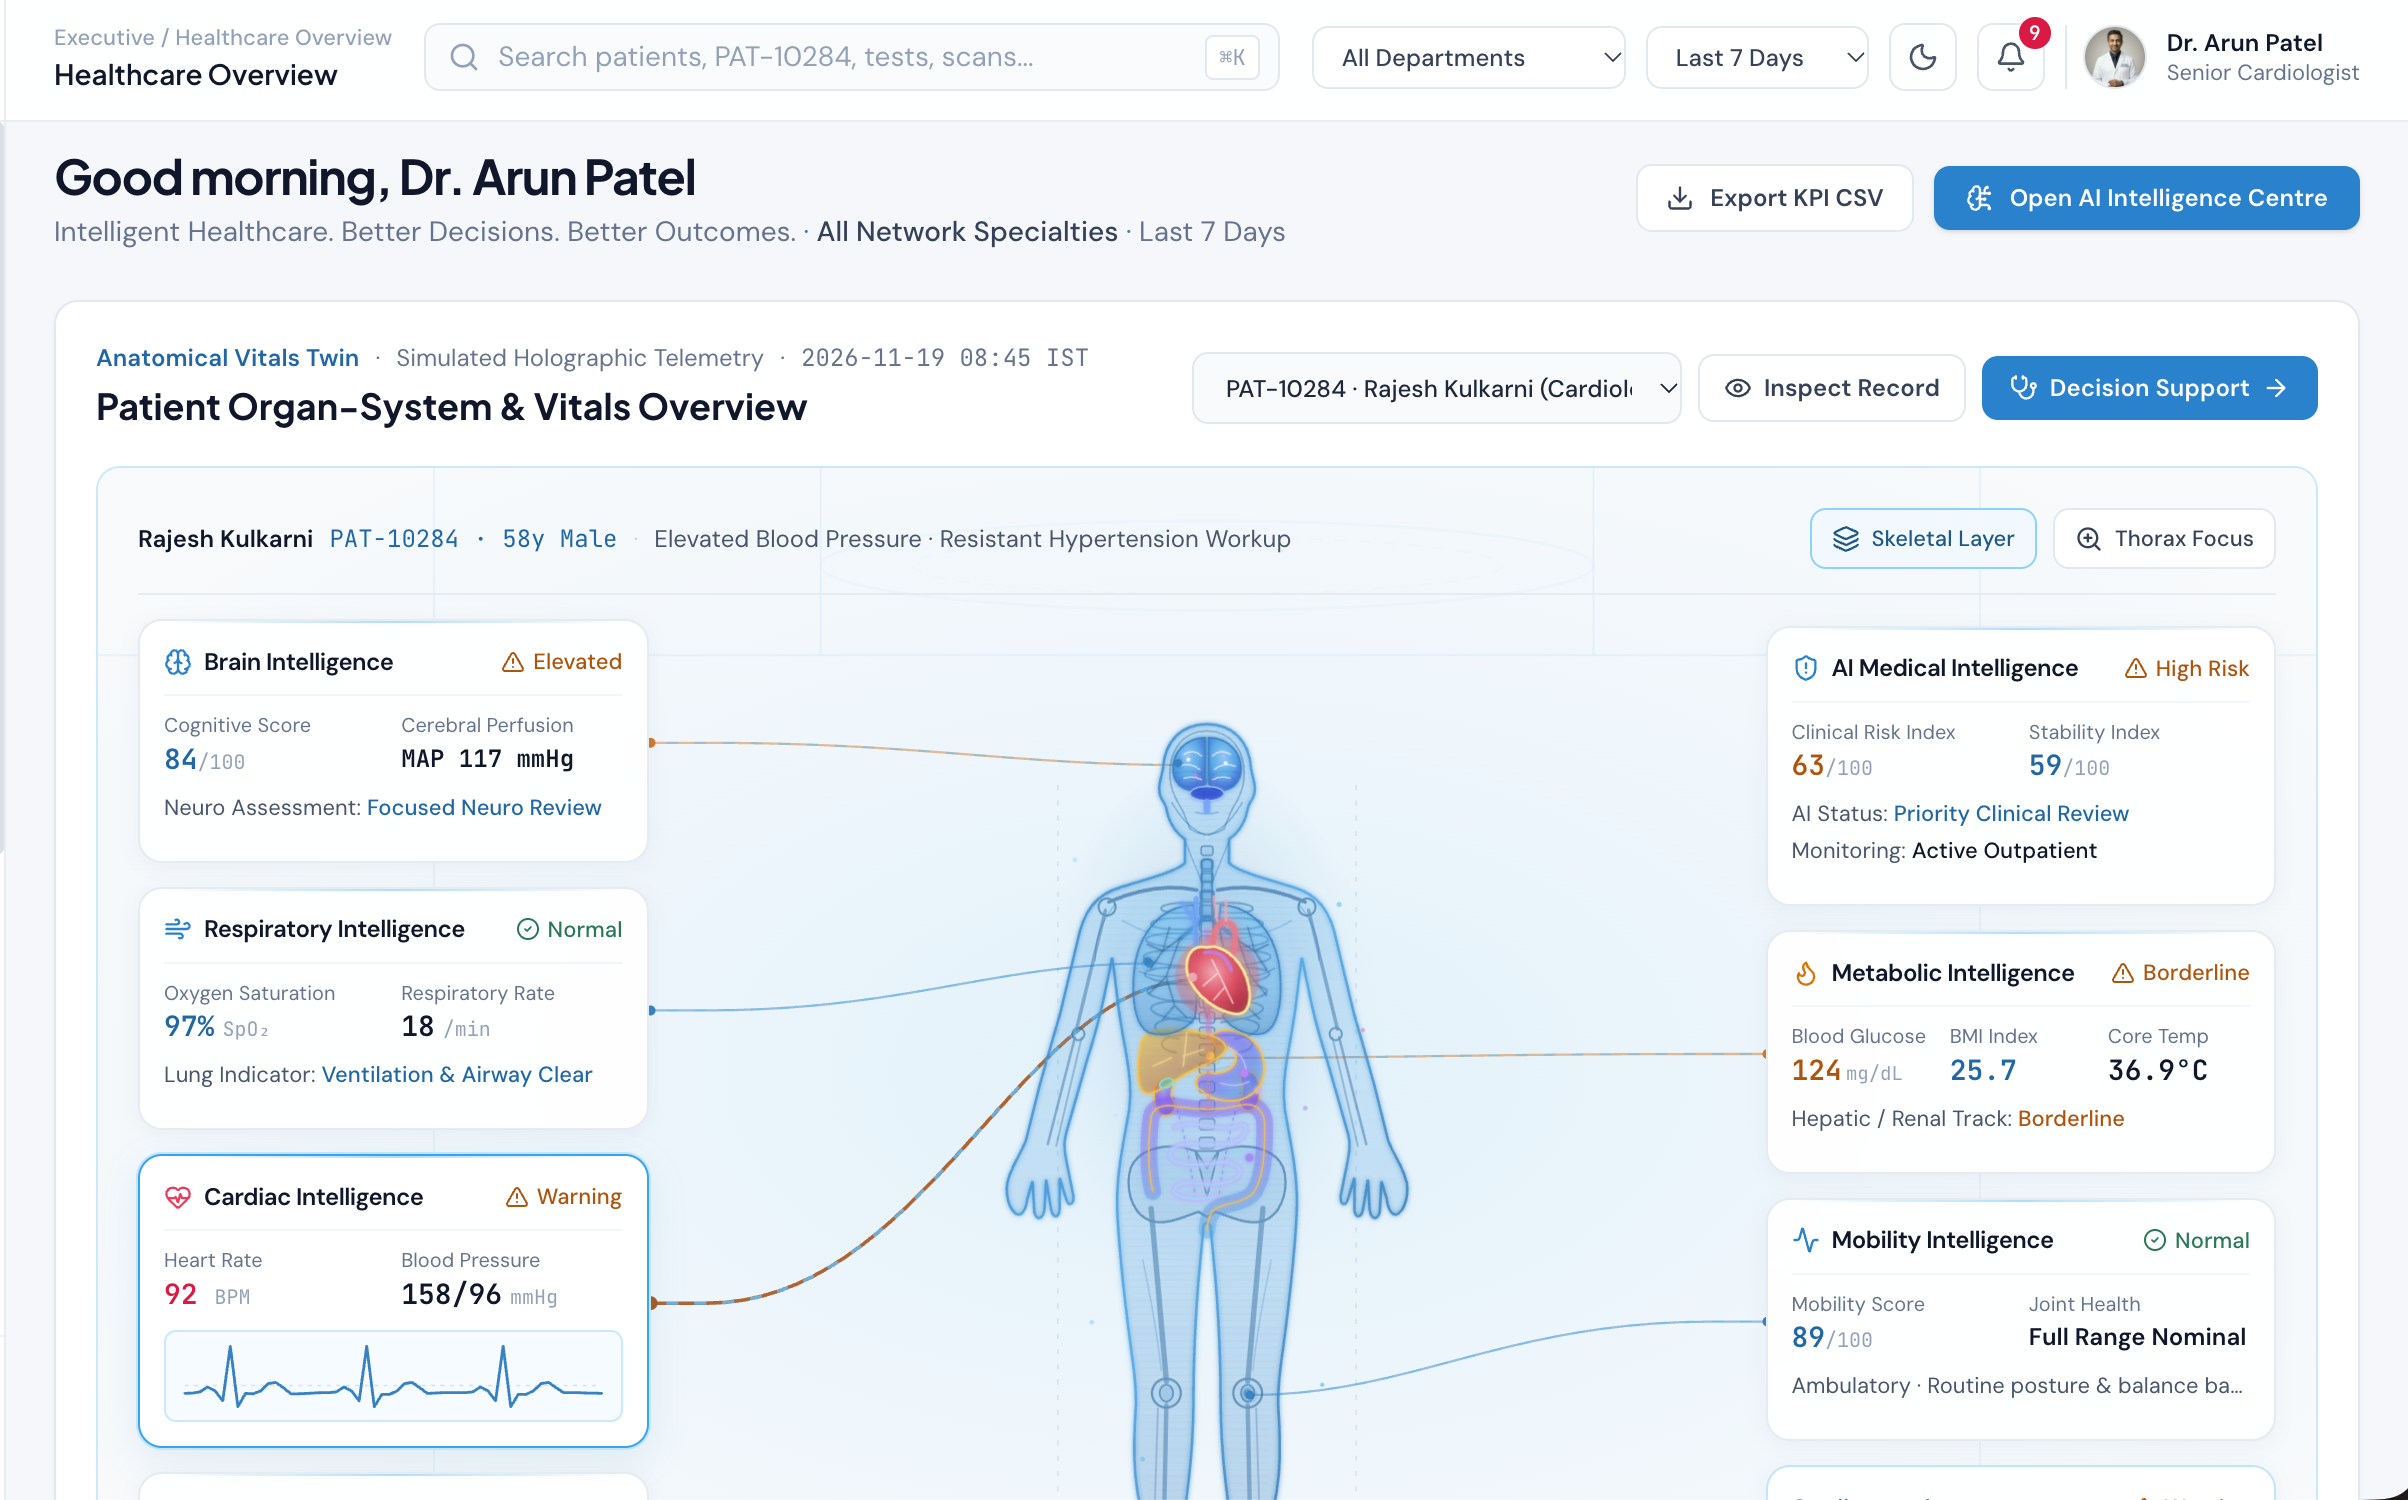 Executive / Healthcare Overview
Healthcare Overview
Search patients, PAT-10284, tests, scans...
⌘K
All Departments
Last 7 Days
9
Dr. Arun Patel
Senior Cardiologist
Good morning, Dr. Arun Patel
Intelligent Healthcare. Better Decisions. Better Outcomes. · All Network Specialties · Last 7 Days
Export KPI CSV
Open AI Intelligence Centre
Anatomical Vitals Twin · Simulated Holographic Telemetry · 2026-11-19 08:45 IST
Patient Organ-System & Vitals Overview
PAT-10284 · Rajesh Kulkarni (Cardiol
Inspect Record
Decision Support →
Rajesh Kulkarni PAT-10284 · 58y Male · Elevated Blood Pressure · Resistant Hypertension Workup
Skeletal Layer
Thorax Focus
Brain Intelligence
Elevated
Cognitive Score
Cerebral Perfusion
84/100
MAP 117 mmHg
Neuro Assessment: Focused Neuro Review
Respiratory Intelligence
Normal
Oxygen Saturation
Respiratory Rate
97% SpO₂
18 /min
Lung Indicator: Ventilation & Airway Clear
Cardiac Intelligence
Warning
Heart Rate
Blood Pressure
92 BPM
158/96 mmHg
AI Medical Intelligence
High Risk
Clinical Risk Index
Stability Index
63/100
59/100
AI Status: Priority Clinical Review
Monitoring: Active Outpatient
Metabolic Intelligence
Borderline
Blood Glucose
BMI Index
Core Temp
124 mg/dL
25.7
36.9°C
Hepatic / Renal Track: Borderline
Mobility Intelligence
Normal
Mobility Score
Joint Health
89/100
Full Range Nominal
Ambulatory · Routine posture & balance ba...